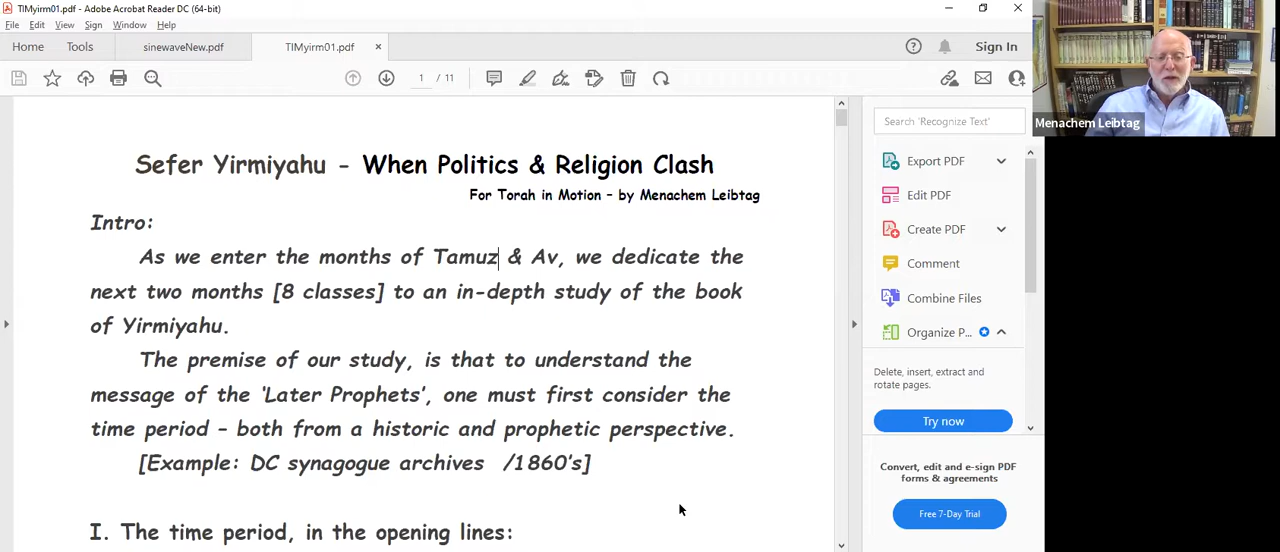 TIMyirm01.pdf - Adobe Acrobat Reader DC (64-bit)
File Edit View Sign Window Help
Home Tools sinewaveNew.pdf TIMyirm01.pdf × Sign In
1 / 11
Menachem Leibtag
Sefer Yirmiyahu - When Politics & Religion Clash
For Torah in Motion – by Menachem Leibtag
Intro:
As we enter the months of Tamuz & Av, we dedicate the
next two months [8 classes] to an in-depth study of the book
of Yirmiyahu.
The premise of our study, is that to understand the
message of the ‘Later Prophets’, one must first consider the
time period – both from a historic and prophetic perspective.
[Example: DC synagogue archives /1860’s]
I. The time period, in the opening lines:
Search 'Recognize Text'
Export PDF
Edit PDF
Create PDF
Comment
Combine Files
Organize P...
Delete, insert, extract and
rotate pages.
Try now
Convert, edit and e-sign PDF
forms & agreements
Free 7-Day Trial